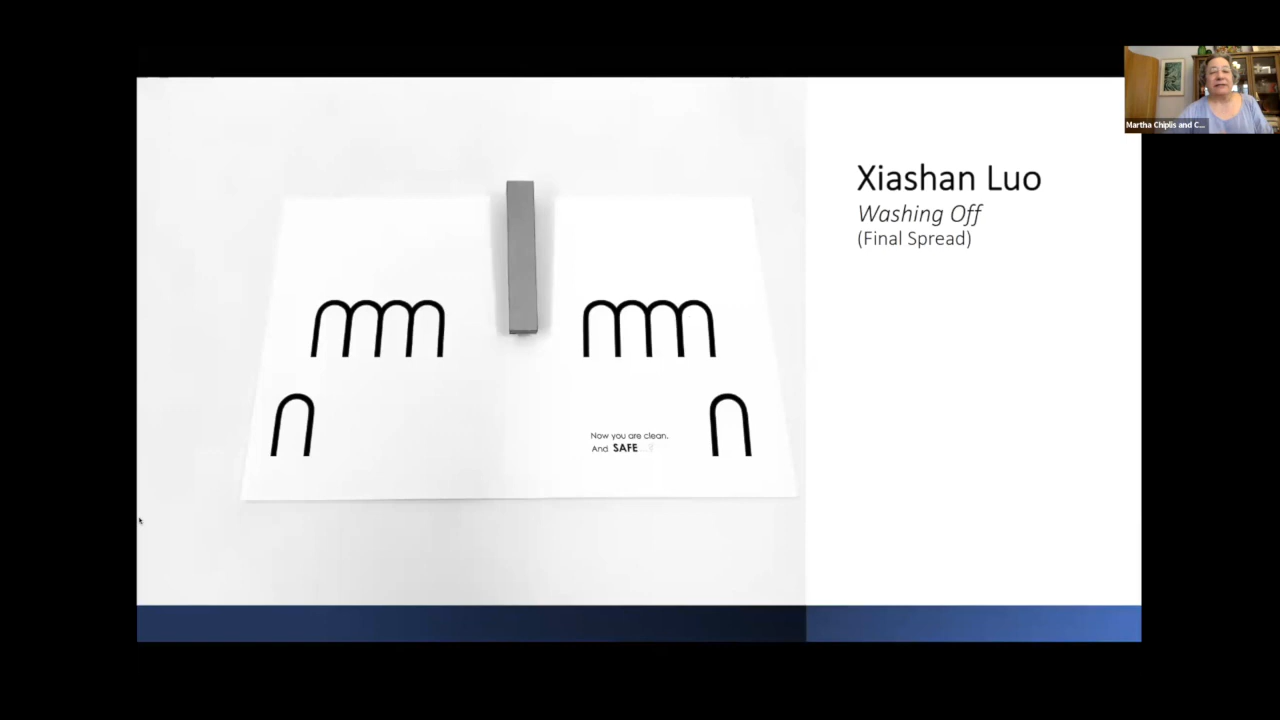 Martha Chiplis and C...
Xiashan Luo
Washing Off
(Final Spread)
Now you are clean.
And SAFE